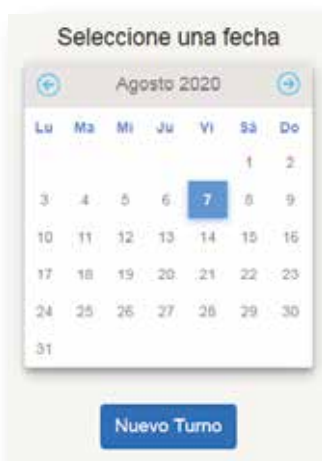 Seleccione una fecha
Agosto 2020
Lu Ma Mi Ju Vi Sá Do
1 2
3 4 5 6 7 8 9
10 11 12 13 14 15 16
17 18 19 20 21 22 23
24 25 26 27 28 29 30
31
Nuevo Turno